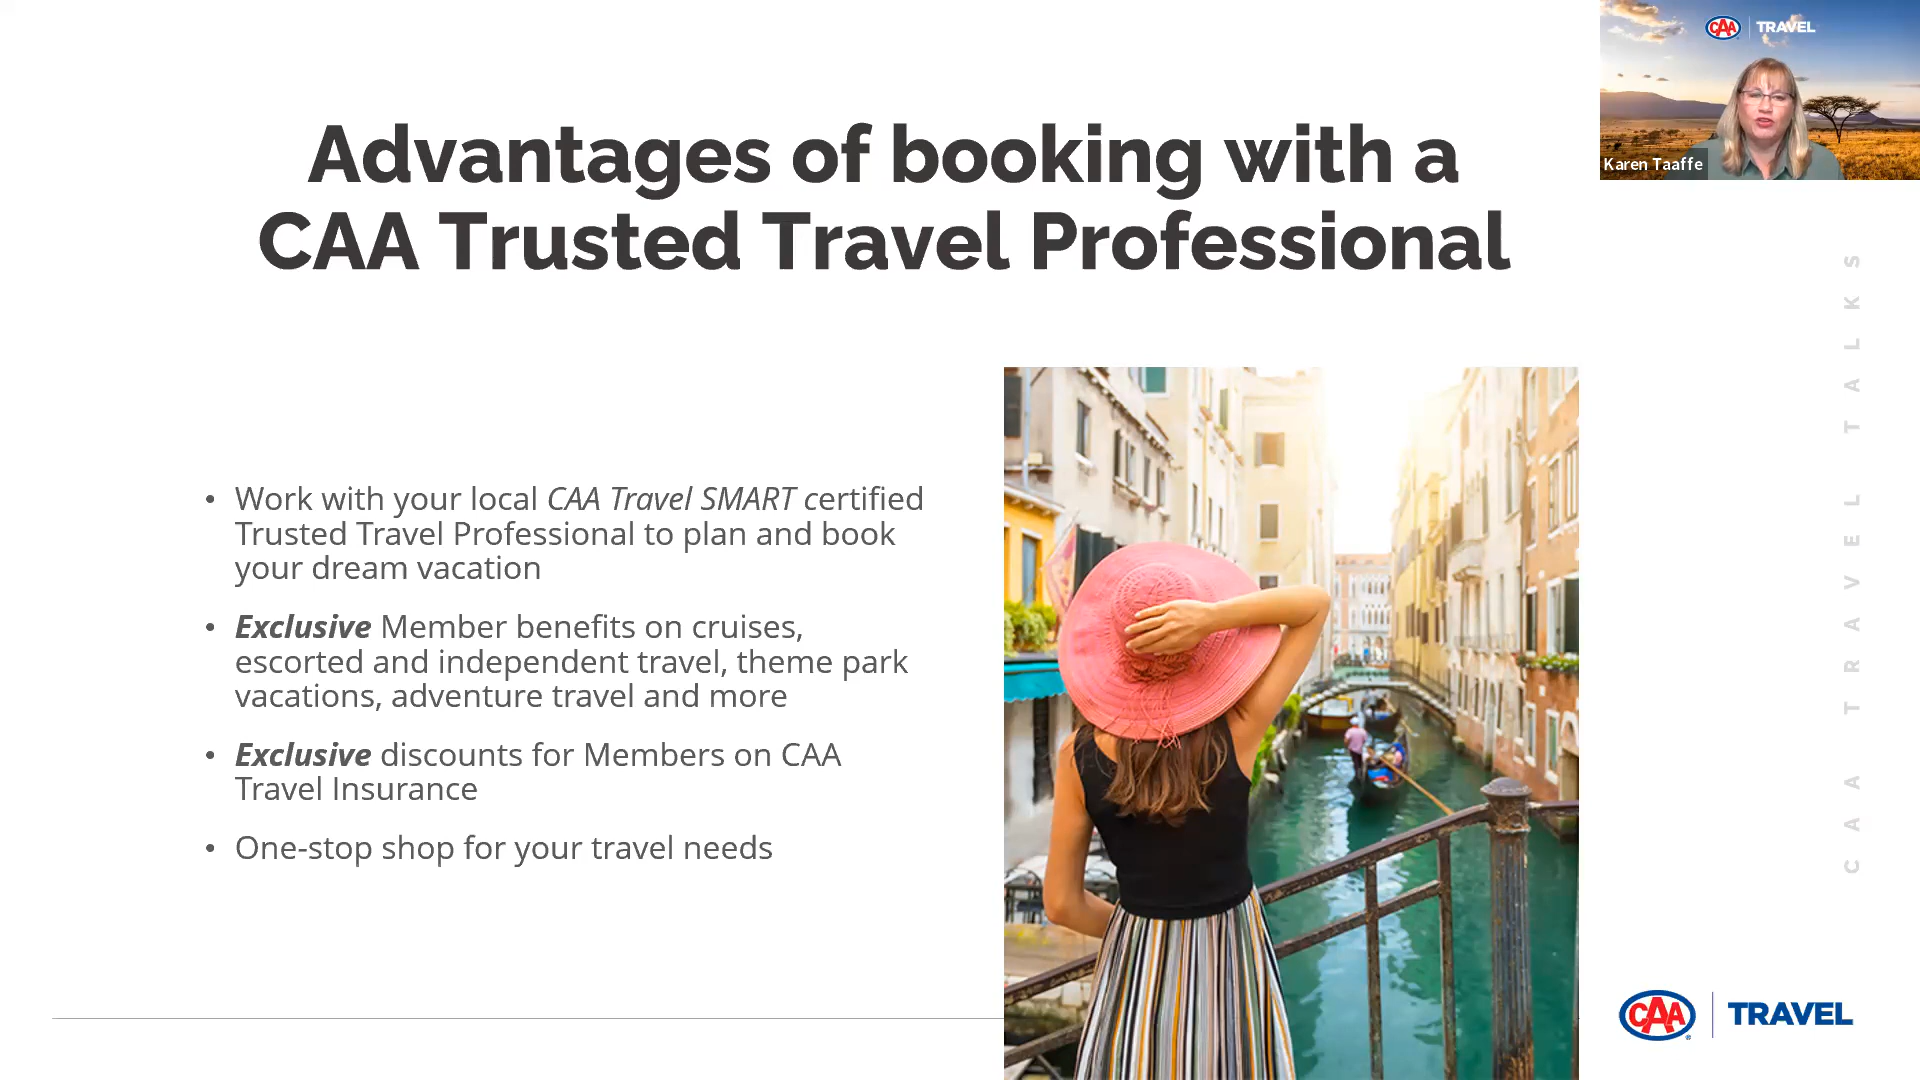 CAA TRAVEL
Karen Taaffe
Advantages of booking with a
CAA Trusted Travel Professional
• Work with your local CAA Travel SMART certified
Trusted Travel Professional to plan and book
your dream vacation
• Exclusive Member benefits on cruises,
escorted and independent travel, theme park
vacations, adventure travel and more
• Exclusive discounts for Members on CAA
Travel Insurance
• One-stop shop for your travel needs
CAA TRAVEL TALKS
CAA® TRAVEL